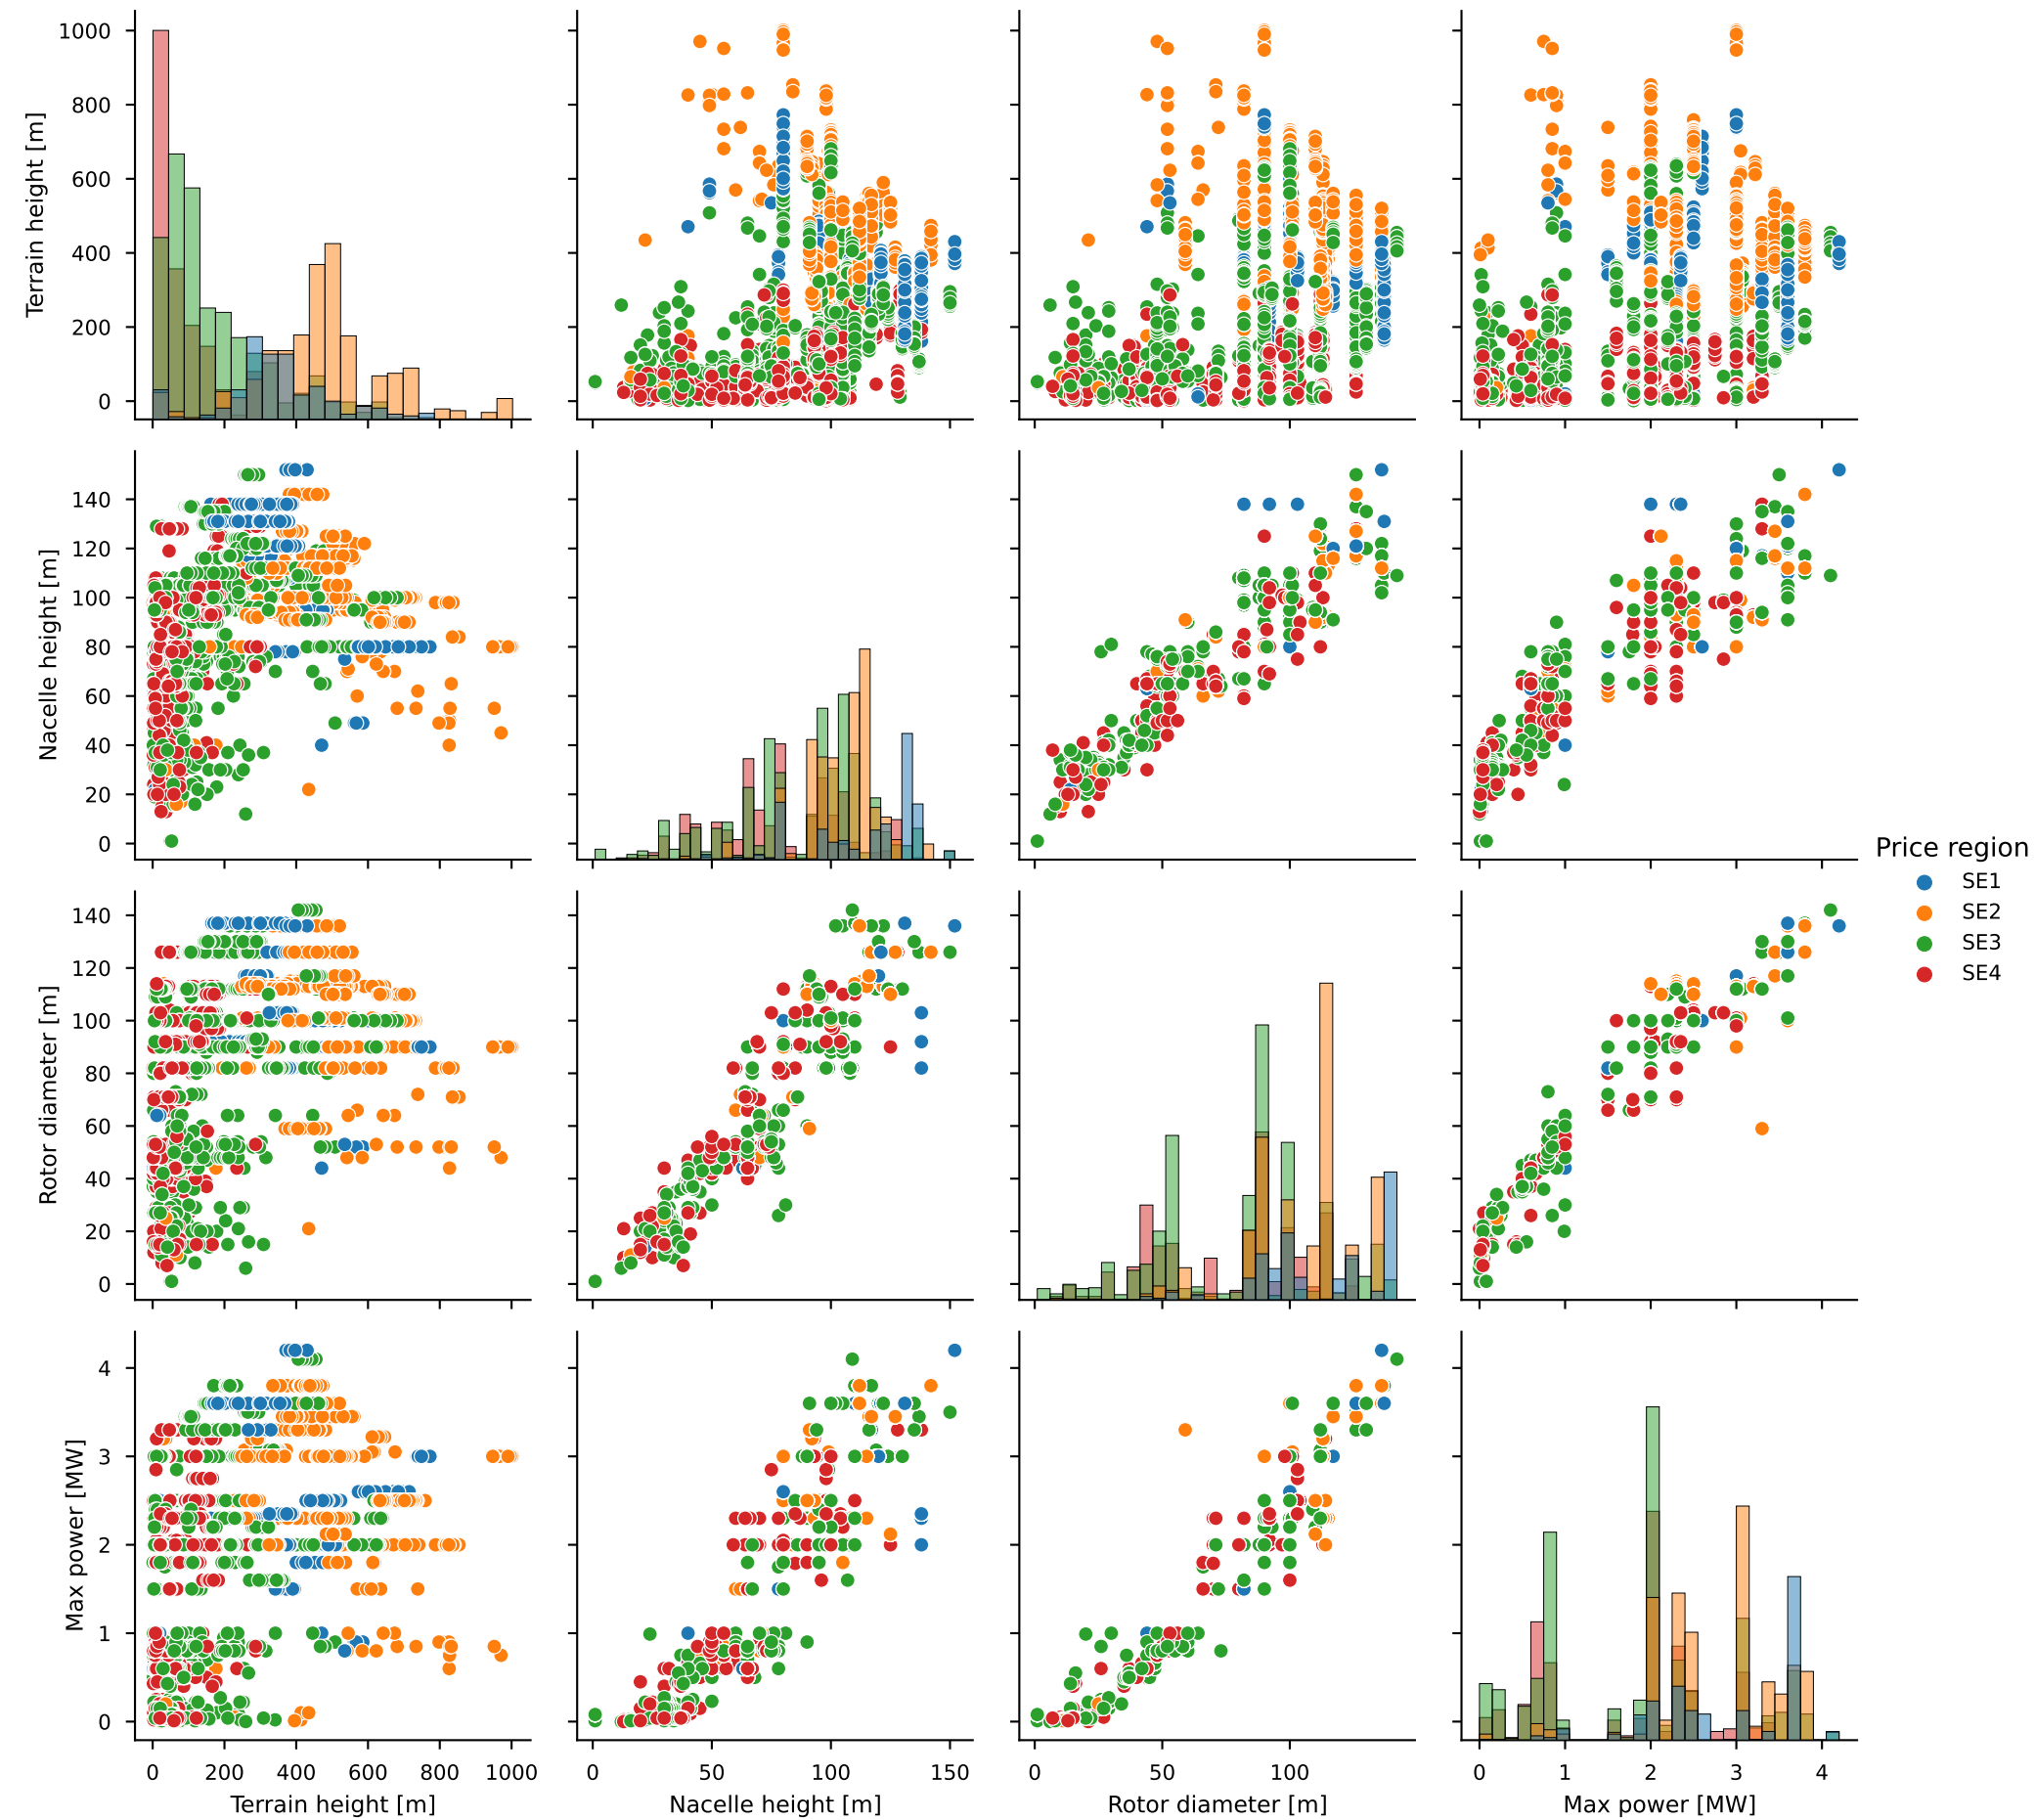 1000
800
600
400
200
0
Terrain height [m]
140
120
100
80
60
40
20
0
Nacelle height [m]
Price region
SE1
SE2
SE3
SE4
140
120
100
80
60
40
20
0
Rotor diameter [m]
4
3
2
1
0
Max power [MW]
0 200 400 600 800 1000 0 50 100 150 0 50 100 0 1 2 3 4
Terrain height [m] Nacelle height [m] Rotor diameter [m] Max power [MW]